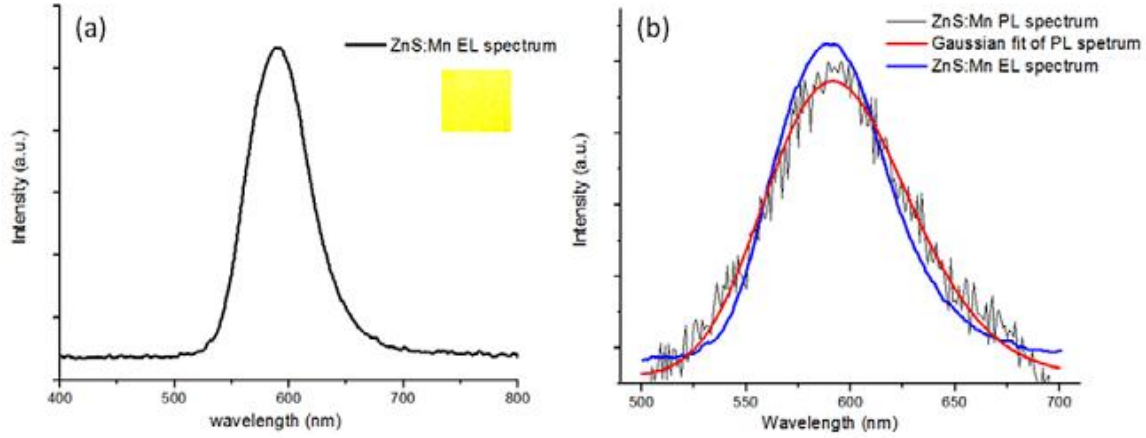 (a)
ZnS:Mn EL spectrum
Intensity (a.u.)
400
500
600
700
800
wavelength (nm)
(b)
ZnS:Mn PL spectrum
Gaussian fit of PL spetrum
ZnS:Mn EL spectrum
Intensity (a.u.)
500
550
600
650
700
Wavelength (nm)